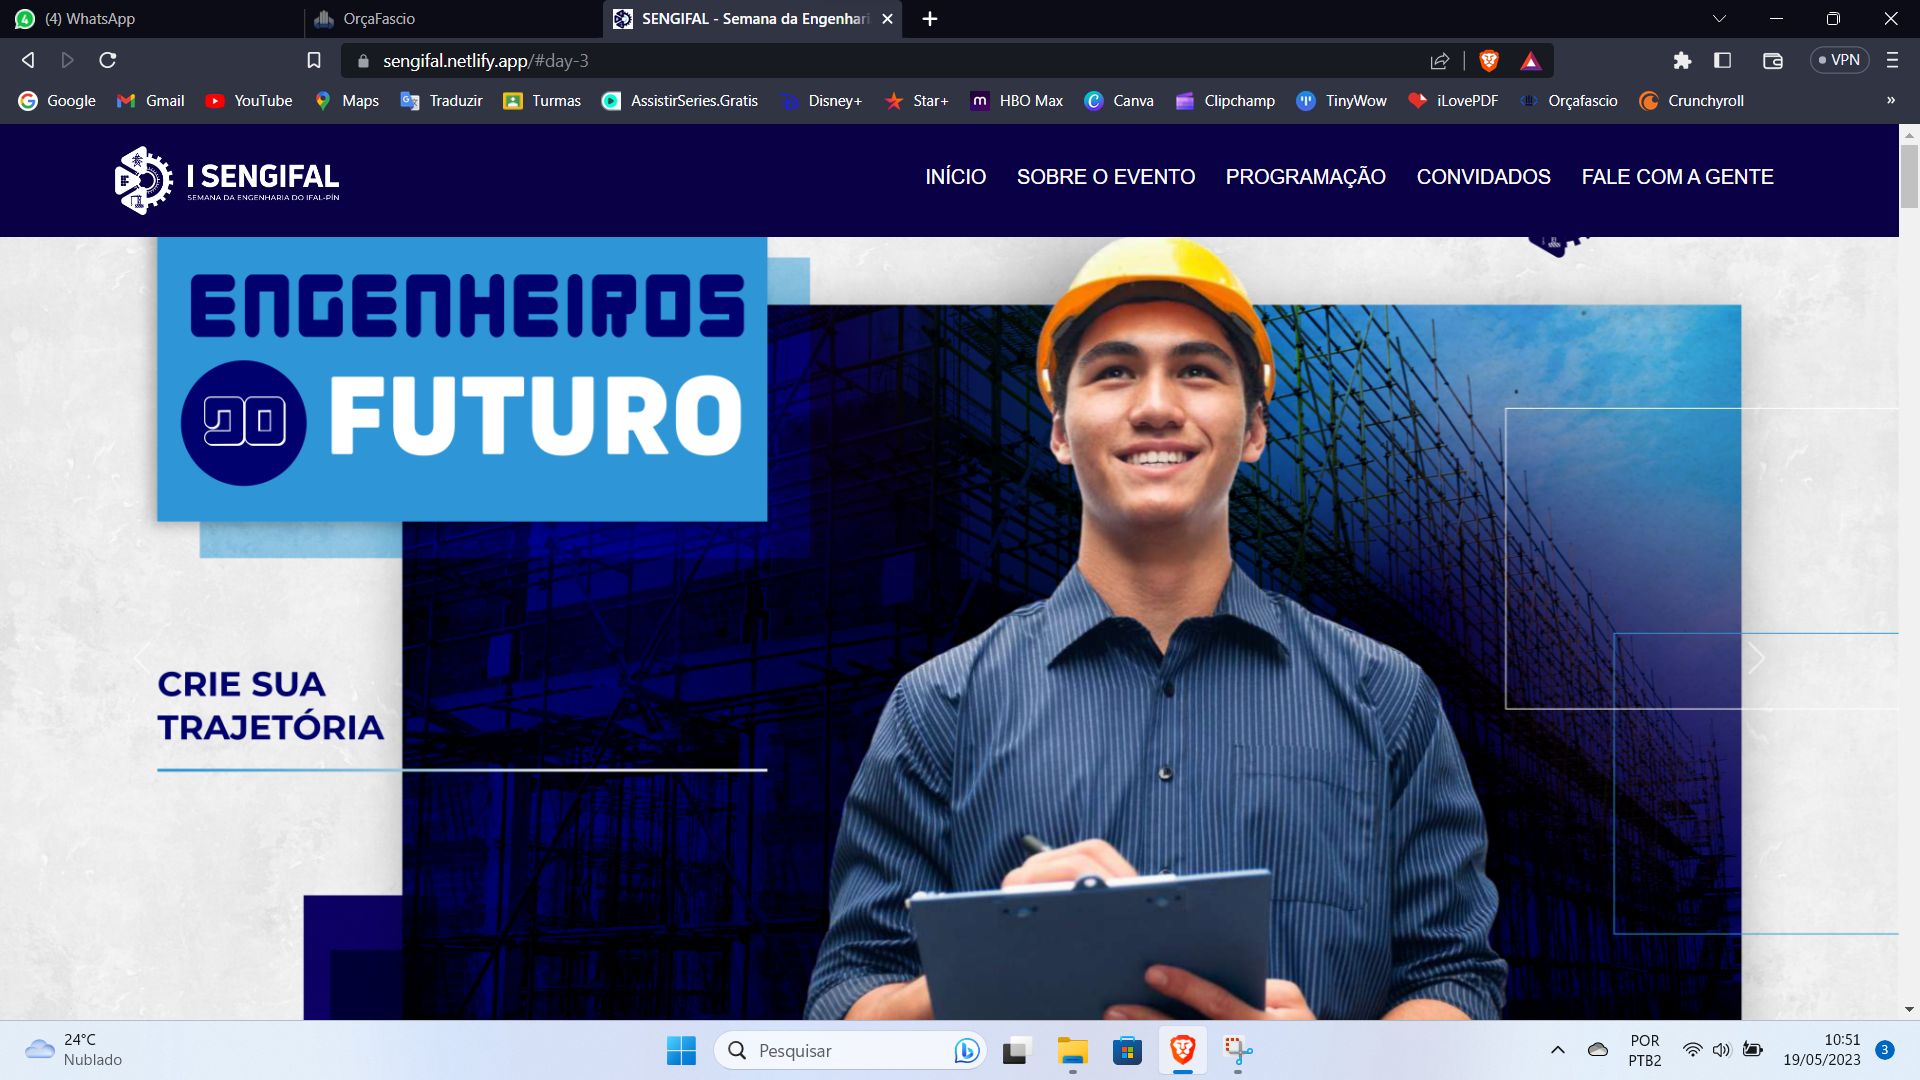 (4) WhatsApp
OrçaFascio
SENGIFAL - Semana da Engenhari
sengifal.netlify.app/#day-3
VPN
Google Gmail YouTube Maps Traduzir Turmas AssistirSeries.Gratis Disney+ Star+ HBO Max Canva Clipchamp TinyWow iLovePDF Orçafascio Crunchyroll »
I SENGIFAL
SEMANA DA ENGENHARIA DO IFAL-PIN
INÍCIO SOBRE O EVENTO PROGRAMAÇÃO CONVIDADOS FALE COM A GENTE
ENGENHEIROS
DO FUTURO
CRIE SUA
TRAJETÓRIA
24°C
Nublado
Pesquisar
POR
PTB2
10:51
19/05/2023
3